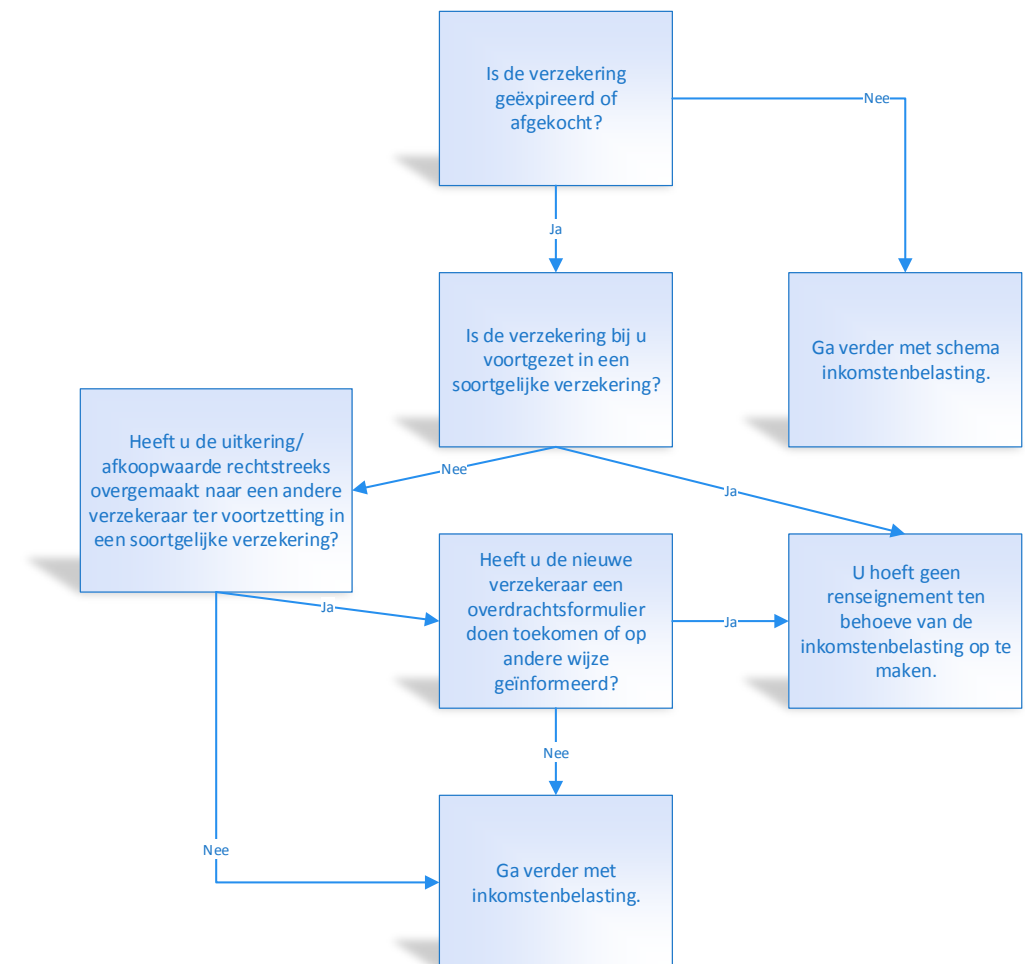 Is de verzekering
geëxpireerd of
afgekocht?
Nee
Ja
Is de verzekering bij u
voortgezet in een
soortgelijke verzekering?
Ga verder met schema
inkomstenbelasting.
Heeft u de uitkering/
afkoopwaarde rechtstreeks
overgemaakt naar een andere
verzekeraar ter voortzetting in
een soortgelijke verzekering?
Nee
Ja
Heeft u de nieuwe
verzekeraar een
overdrachtsformulier
doen toekomen of op
andere wijze
geïnformeerd?
U hoeft geen
renseignement ten
behoeve van de
inkomstenbelasting op te
maken.
Ja
Ja
Nee
Nee
Ga verder met
inkomstenbelasting.